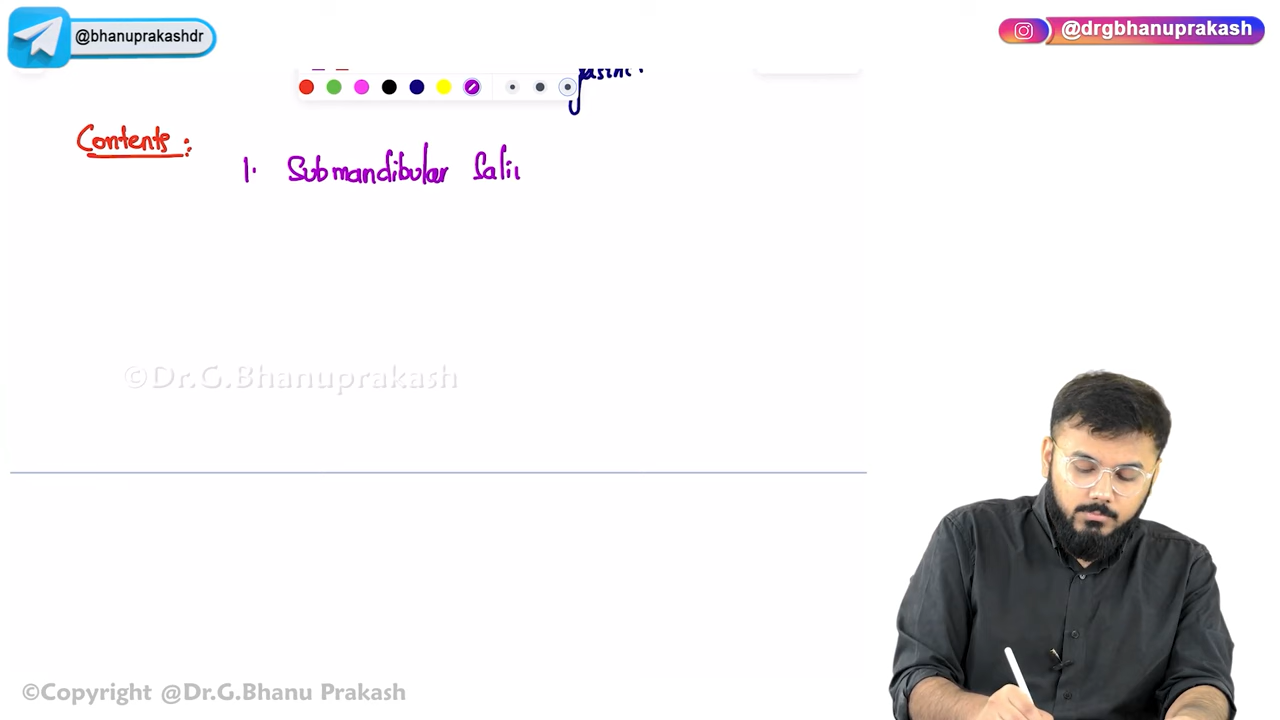 @bhanuprakashdr
@drgbhanuprakash
Contents :
1. Submandibular Sali
©Dr.G.Bhanuprakash
©Copyright @Dr.G.Bhanu Prakash